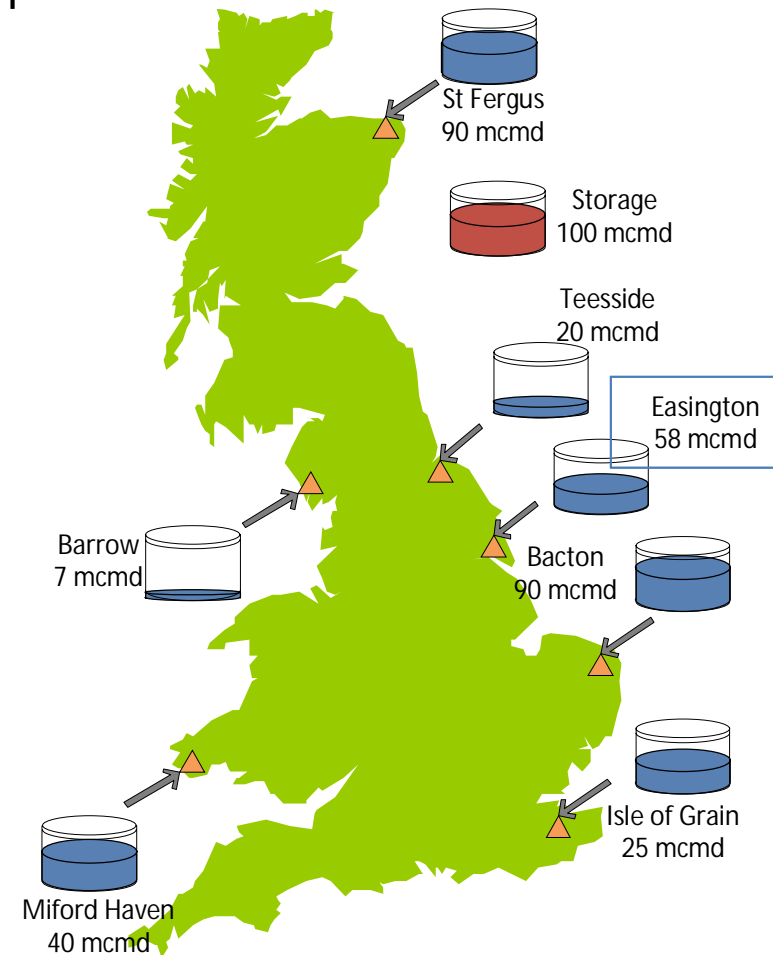 St Fergus
90 mcmd
Storage
100 mcmd
Teesside
20 mcmd
Easington
58 mcmd
Barrow
7 mcmd
Bacton
90 mcmd
Isle of Grain
25 mcmd
Miford Haven
40 mcmd